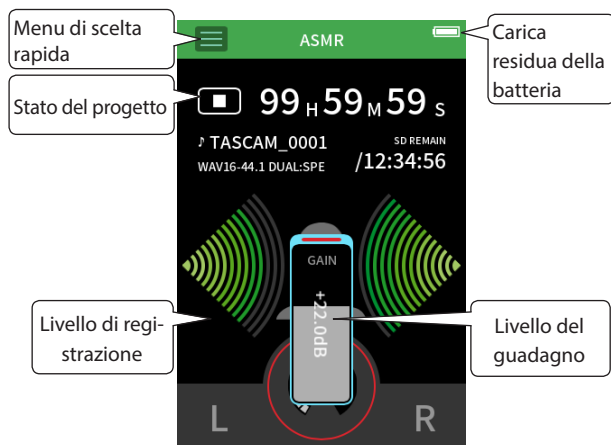 Menu di scelta
rapida
ASMR
Carica
residua della
batteria
Stato del progetto
99 H 59 M 59 S
♪ TASCAM_0001
SD REMAIN
WAV16-44.1 DUAL:SPE
/12:34:56
GAIN
+22.0dB
Livello di regi-
strazione
Livello del
guadagno
L
R